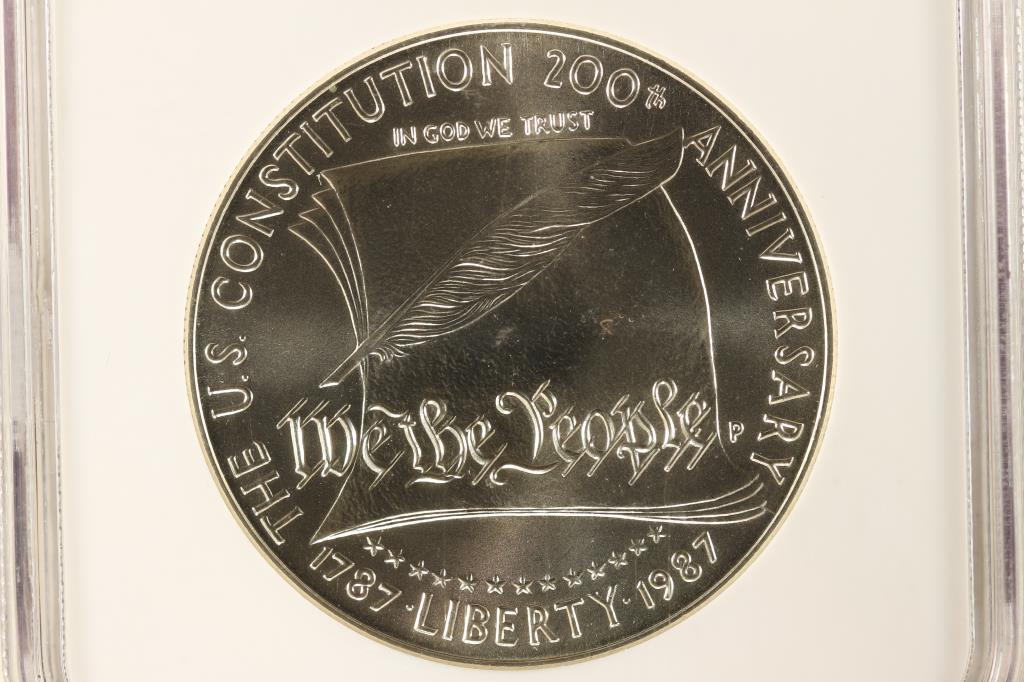 THE U.S. CONSTITUTION 200th ANNIVERSARY
IN GOD WE TRUST
We the People
P
1787 · LIBERTY · 1987